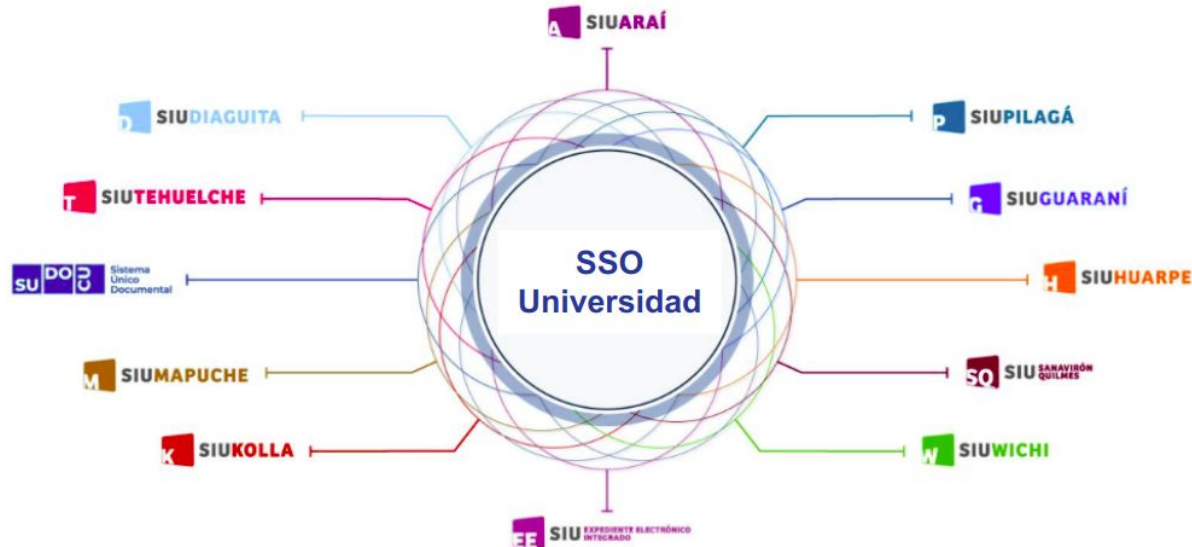 A SIUARAÍ
D SIUDIAGUITA
P SIUPILAGÁ
T SIUTEHUELCHE
G SIUGUARANÍ
SU DO CU Sistema
Único
Documental
SSO
Universidad
H SIUHUARPE
M SIUMAPUCHE
SQ SIU SANAVIRÓN
QUILMES
K SIUKOLLA
W SIUWICHI
EE SIU EXPEDIENTE ELECTRÓNICO
INTEGRADO